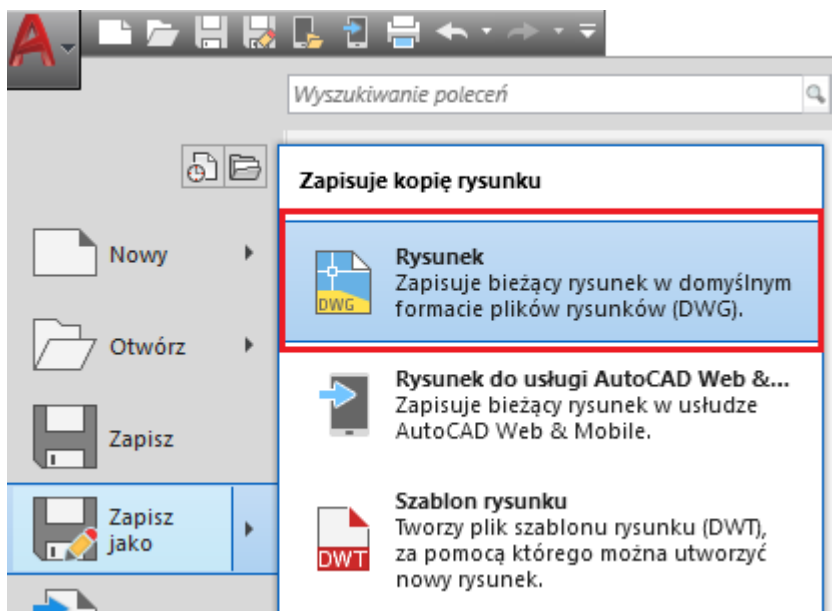 A
Wyszukiwanie poleceń
Zapisuje kopię rysunku
Nowy
Otwórz
Zapisz
Zapisz
jako
DWG
Rysunek
Zapisuje bieżący rysunek w domyślnym
formacie plików rysunków (DWG).
Rysunek do usługi AutoCAD Web &...
Zapisuje bieżący rysunek w usłudze
AutoCAD Web & Mobile.
DWT
Szablon rysunku
Tworzy plik szablonu rysunku (DWT),
za pomocą którego można utworzyć
nowy rysunek.